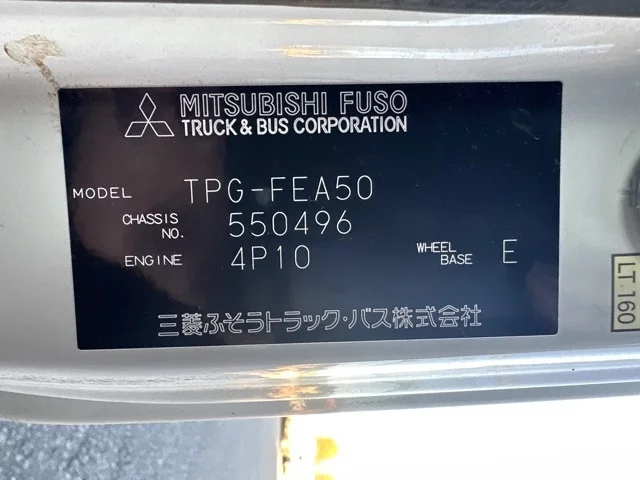 MITSUBISHI FUSO
TRUCK & BUS CORPORATION
MODEL TPG-FEA50
CHASSIS NO. 550496
ENGINE 4P10 WHEEL BASE E
三菱ふそうトラック・バス株式会社
LT 160